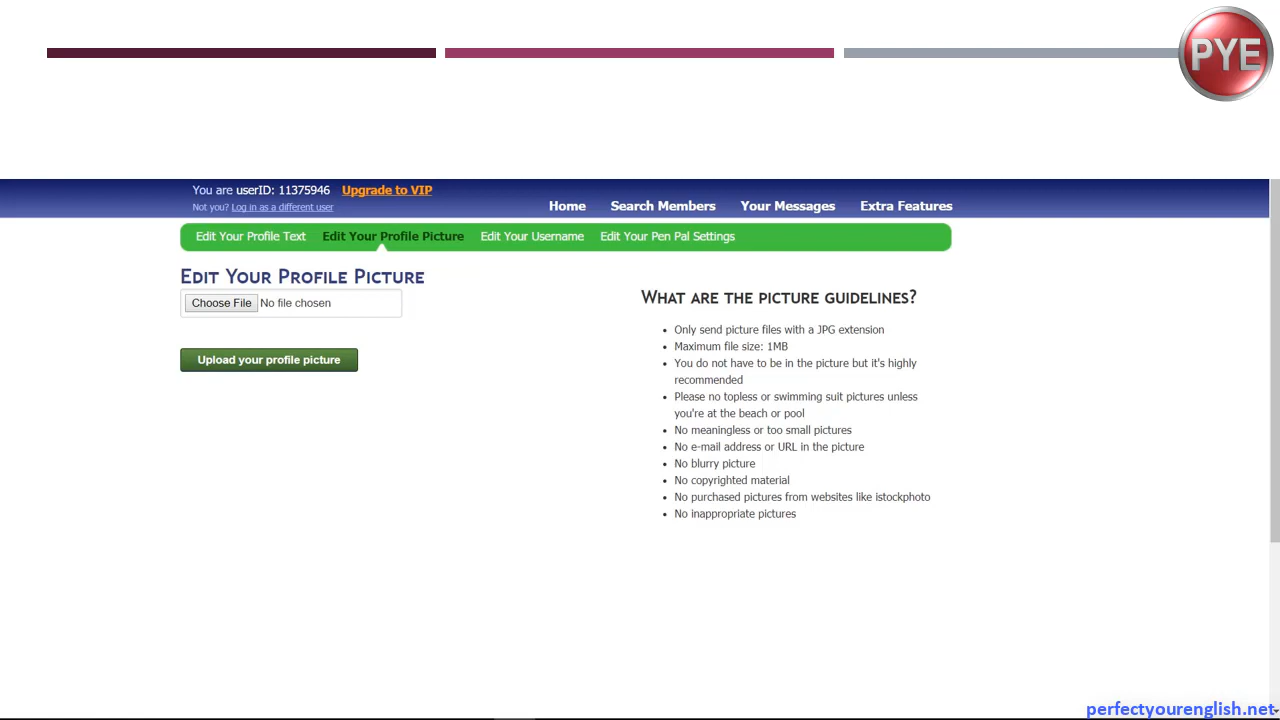 PYE
You are userID: 11375946 Upgrade to VIP
Not you? Log in as a different user
Home Search Members Your Messages Extra Features
Edit Your Profile Text Edit Your Profile Picture Edit Your Username Edit Your Pen Pal Settings
Edit Your Profile Picture
Choose File No file chosen
Upload your profile picture
What are the picture guidelines?
• Only send picture files with a JPG extension
• Maximum file size: 1MB
• You do not have to be in the picture but it's highly
recommended
• Please no topless or swimming suit pictures unless
you're at the beach or pool
• No meaningless or too small pictures
• No e-mail address or URL in the picture
• No blurry picture
• No copyrighted material
• No purchased pictures from websites like istockphoto
• No inappropriate pictures
perfectyourenglish.net